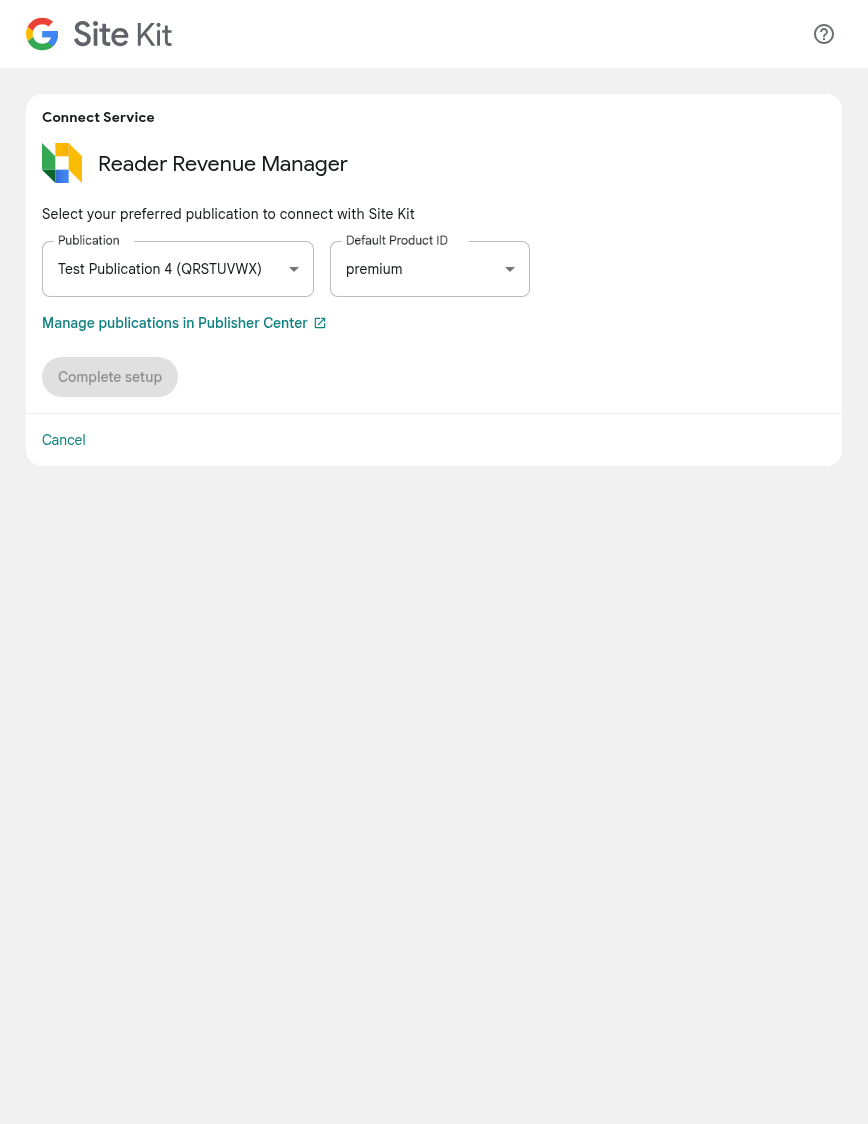 Site Kit
Connect Service
Reader Revenue Manager
Select your preferred publication to connect with Site Kit
Publication
Default Product ID
Test Publication 4 (QRSTUVWX)
premium
Manage publications in Publisher Center
Complete setup
Cancel